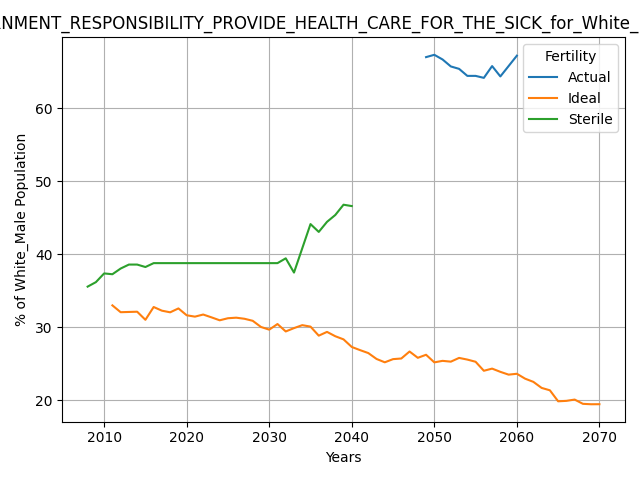 RNMENT_RESPONSIBILITY_PROVIDE_HEALTH_CARE_FOR_THE_SICK_for_White_
Fertility
Actual
Ideal
Sterile
% of White_Male Population
60
50
40
30
20
2010 2020 2030 2040 2050 2060 2070
Years